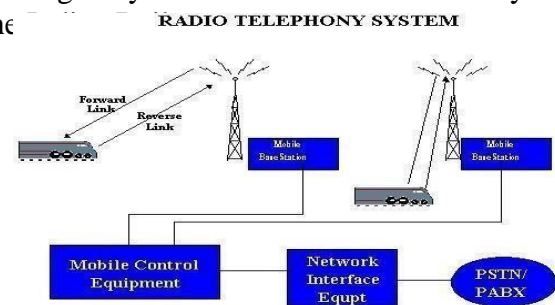 RADIO TELEPHONY SYSTEM
Forward
Link
Reverse
Link
Mobile
Base Station
Mobile
Base Station
Mobile Control
Equipment
Network
Interface
Equpt
PSTN/
PABX